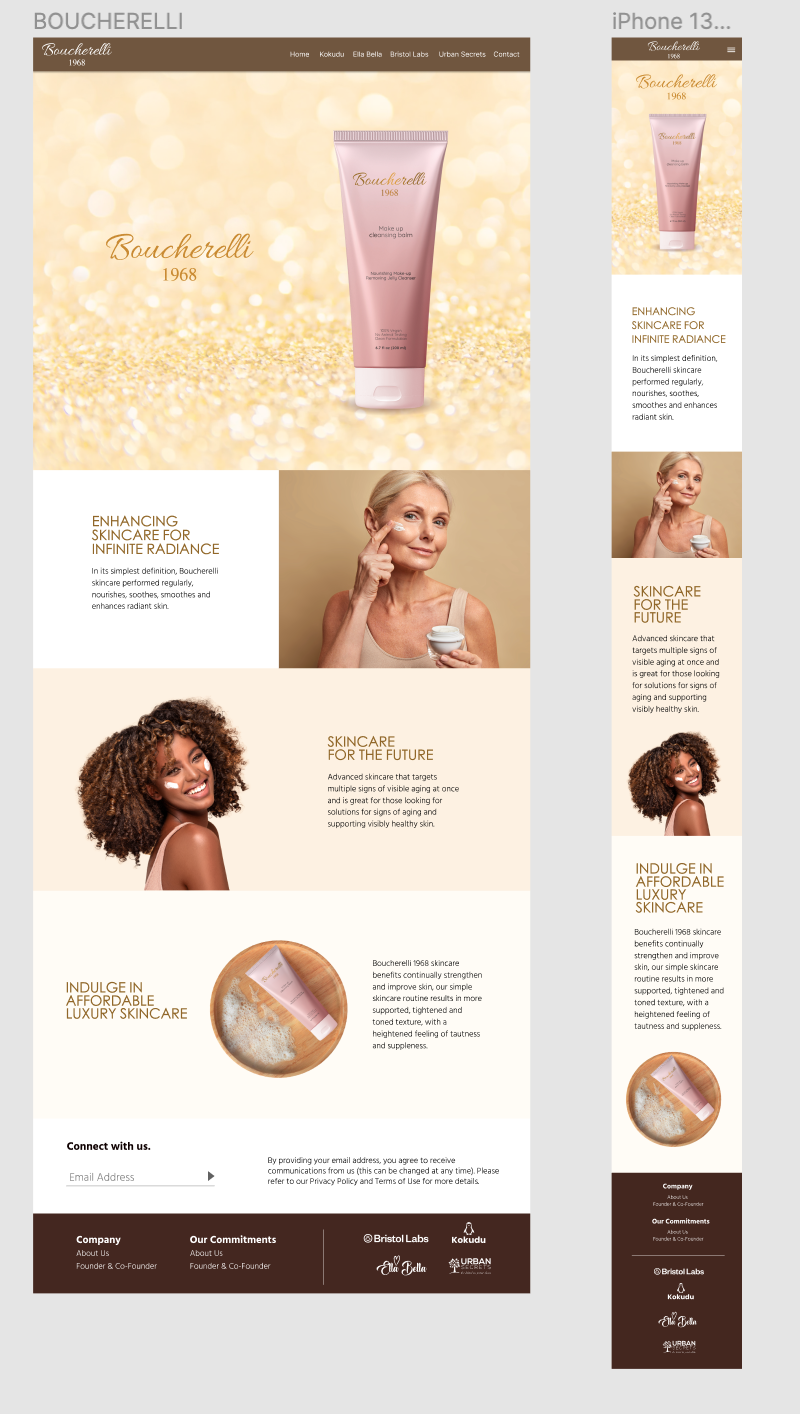 BOUCHERELLI
Boucherelli
1968
Home Kokudu Ella Bella Bristol Labs Urban Secrets Contact
Boucherelli
1968
Boucherelli
1968
Make up
cleansing balm
Nourishing Make-up
Removing Jelly Cleanser
4.7 fl oz
ENHANCING
SKINCARE FOR
INFINITE RADIANCE
In its simplest definition, Boucherelli
skincare performed regularly,
nourishes, soothes, smoothes and
enhances radiant skin.
SKINCARE
FOR THE FUTURE
Advanced skincare that targets
multiple signs of visible aging at once
and is great for those looking for
solutions for signs of aging and
supporting visibly healthy skin.
INDULGE IN
AFFORDABLE
LUXURY SKINCARE
Boucherelli
Boucherelli 1968 skincare
benefits continually strengthen
and improve skin, our simple
skincare routine results in more
supported, tightened and
toned texture, with a
heightened feeling of tautness
and suppleness.
Connect with us.
Email Address
By providing your email address, you agree to receive
communications from us (this can be changed at any time). Please
refer to our Privacy Policy and Terms of Use for more details.
Company
About Us
Founder & Co-Founder
Our Commitments
About Us
Founder & Co-Founder
Bristol Labs
Kokudu
Ella Bella
URBAN
SECRETS
iPhone 13...
Boucherelli
1968
Boucherelli
1968
Boucherelli
1968
Make up
cleansing balm
ENHANCING
SKINCARE FOR
INFINITE RADIANCE
In its simplest definition,
Boucherelli skincare
performed regularly,
nourishes, soothes,
smoothes and enhances
radiant skin.
SKINCARE
FOR THE
FUTURE
Advanced skincare that
targets multiple signs of
visible aging at once and
is great for those looking
for solutions for signs of
aging and supporting
visibly healthy skin.
INDULGE IN
AFFORDABLE
LUXURY
SKINCARE
Boucherelli 1968 skincare
benefits continually
strengthen and improve
skin, our simple skincare
routine results in more
supported, tightened and
toned texture, with a
heightened feeling of
tautness and suppleness.
Company
About Us
Founder & Co-Founder
Our Commitments
About Us
Founder & Co-Founder
Bristol Labs
Kokudu
Ella Bella
URBAN
SECRETS